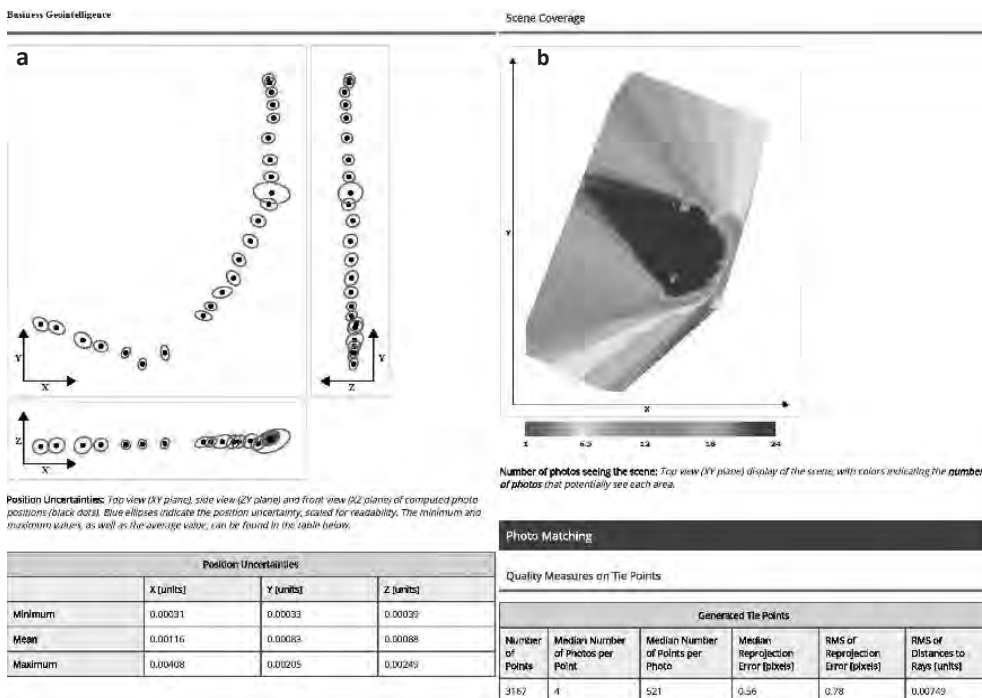 Business Geointelligence
a
Y
X
Y
Z
Z
X
Position Uncertainties: Top view (XY plane), side view (ZY plane) and front view (XZ plane) of computed photo
positions (black dots). Blue ellipses indicate the position uncertainty, scaled for readability. The minimum and
maximum values, as well as the average value, can be found in the table below.
Position Uncertainties
X [units] Y [units] Z [units]
Minimum 0.00031 0.00033 0.00039
Mean 0.00116 0.00083 0.00088
Maximum 0.00408 0.00205 0.00249
Scene Coverage
b
Y
X
1 6.5 12 18 24
Number of photos seeing the scene: Top view (XY plane) display of the scene, with colors indicating the number
of photos that potentially see each area.
Photo Matching
Quality Measures on Tie Points
Generated Tie Points
Number of Points Median Number of Photos per Point Median Number of Points per Photo Median Reprojection Error [pixels] RMS of Reprojection Error [pixels] RMS of Distances to Rays [units]
3167 4 521 0.56 0.78 0.00749